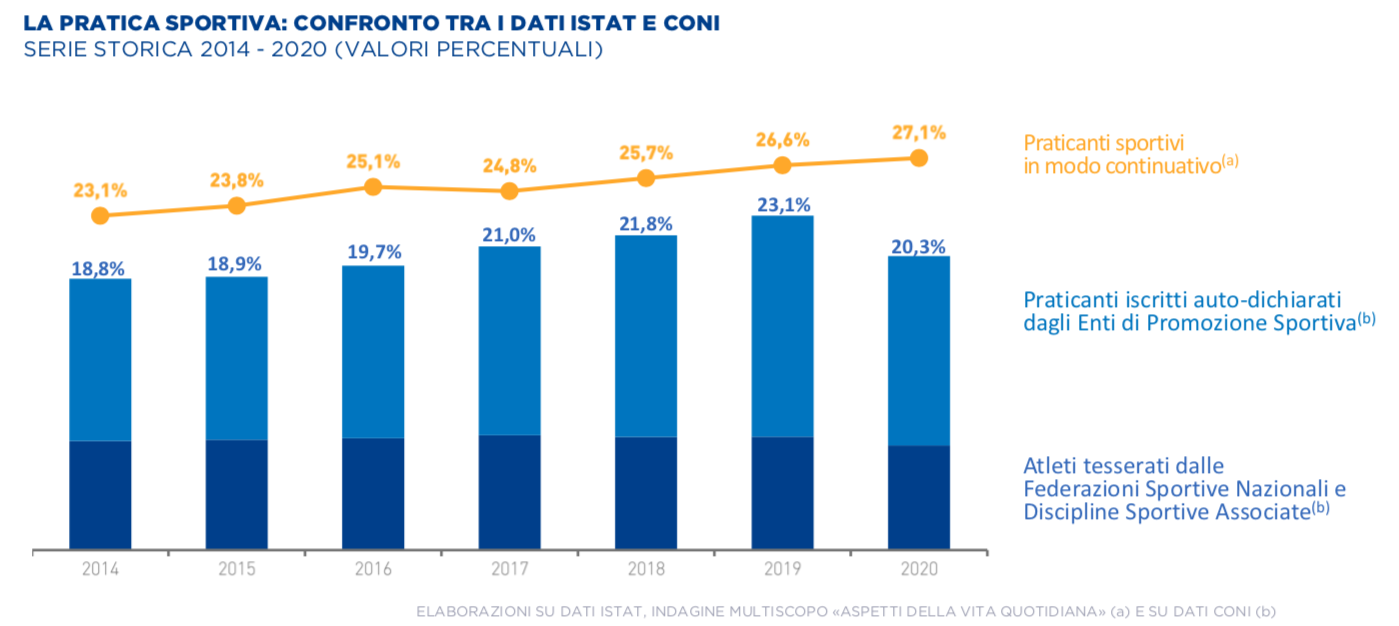 LA PRATICA SPORTIVA: CONFRONTO TRA I DATI ISTAT E CONI
SERIE STORICA 2014 - 2020 (VALORI PERCENTUALI)
23,1%
23,8%
25,1%
24,8%
25,7%
26,6%
27,1%
Praticanti sportivi
in modo continuativo(a)
18,8%
18,9%
19,7%
21,0%
21,8%
23,1%
20,3%
Praticanti iscritti auto-dichiarati
dagli Enti di Promozione Sportiva(b)
Atleti tesserati dalle
Federazioni Sportive Nazionali e
Discipline Sportive Associate(b)
2014
2015
2016
2017
2018
2019
2020
ELABORAZIONI SU DATI ISTAT, INDAGINE MULTISCOPO «ASPETTI DELLA VITA QUOTIDIANA» (a) E SU DATI CONI (b)